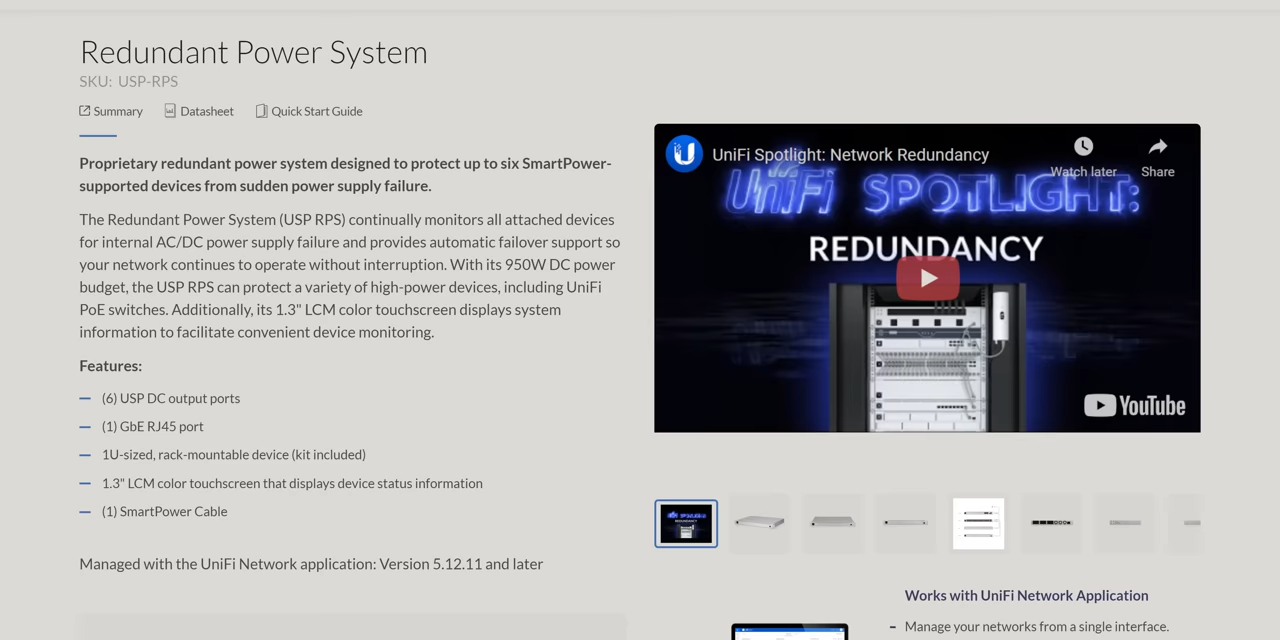 Redundant Power System
SKU: USP-RPS
Summary
Datasheet
Quick Start Guide
Proprietary redundant power system designed to protect up to six SmartPower-
supported devices from sudden power supply failure.
The Redundant Power System (USP RPS) continually monitors all attached devices
for internal AC/DC power supply failure and provides automatic failover support so
your network continues to operate without interruption. With its 950W DC power
budget, the USP RPS can protect a variety of high-power devices, including UniFi
PoE switches. Additionally, its 1.3" LCM color touchscreen displays system
information to facilitate convenient device monitoring.
Features:
(6) USP DC output ports
(1) GbE RJ45 port
1U-sized, rack-mountable device (kit included)
1.3" LCM color touchscreen that displays device status information
(1) SmartPower Cable
Managed with the UniFi Network application: Version 5.12.11 and later
UniFi Spotlight: Network Redundancy
Watch later
Share
UniFi SPOTLIGHT:
REDUNDANCY
YouTube
REDUNDANCY
Works with UniFi Network Application
Manage your networks from a single interface.